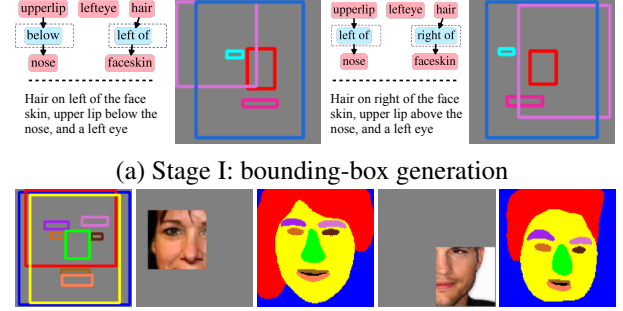 upperlip lefteye hair
below left of
nose faceskin
Hair on left of the face
skin, upper lip below the
nose, and a left eye
upperlip lefteye hair
left of right of
nose faceskin
Hair on right of the face
skin, upper lip above the
nose, and a left eye
(a) Stage I: bounding-box generation